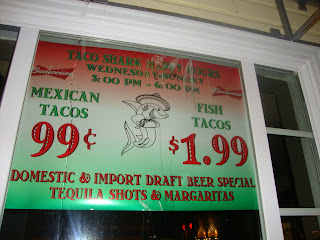 TACO SHARK HAPPY HOURS
WEDNESDAY-SUNDAY
3:00 PM - 6:00 PM
Budweiser
MEXICAN
TACOS
99¢
FISH
TACOS
$1.99
DOMESTIC & IMPORT DRAFT BEER SPECIAL
TEQUILA SHOTS & MARGARITAS